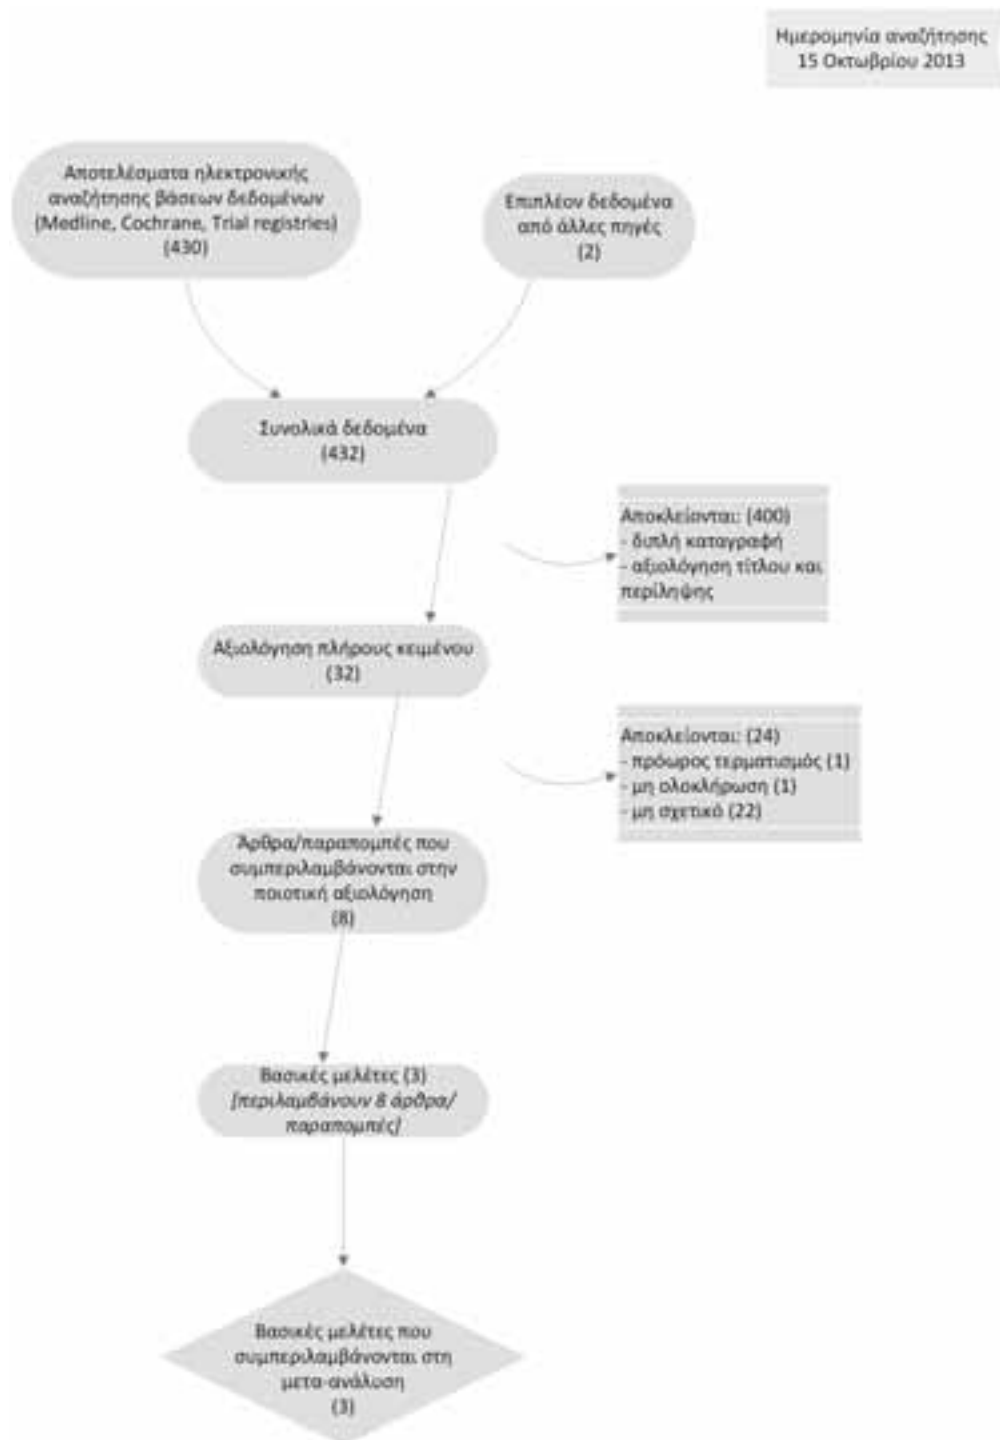 Ημερομηνία αναζήτησης
15 Οκτωβρίου 2013
Αποτελέσματα ηλεκτρονικής
αναζήτησης βάσεων δεδομένων
(Medline, Cochrane, Trial registries)
(430)
Επιπλέον δεδομένα
από άλλες πηγές
(2)
Συνολικά δεδομένα
(432)
Αποκλείονται: (400)
- διπλή καταγραφή
- αξιολόγηση τίτλου και
περίληψης
Αξιολόγηση πλήρους κειμένου
(32)
Αποκλείονται: (24)
- πρόωρος τερματισμός (1)
- μη ολοκλήρωση (1)
- μη σχετικό (22)
Άρθρα/παραπομπές που
συμπεριλαμβάνονται στην
ποιοτική αξιολόγηση
(8)
Βασικές μελέτες (3)
[περιλαμβάνουν 8 άρθρα/
παραπομπές]
Βασικές μελέτες που
συμπεριλαμβάνονται στη
μετα-ανάλυση
(3)